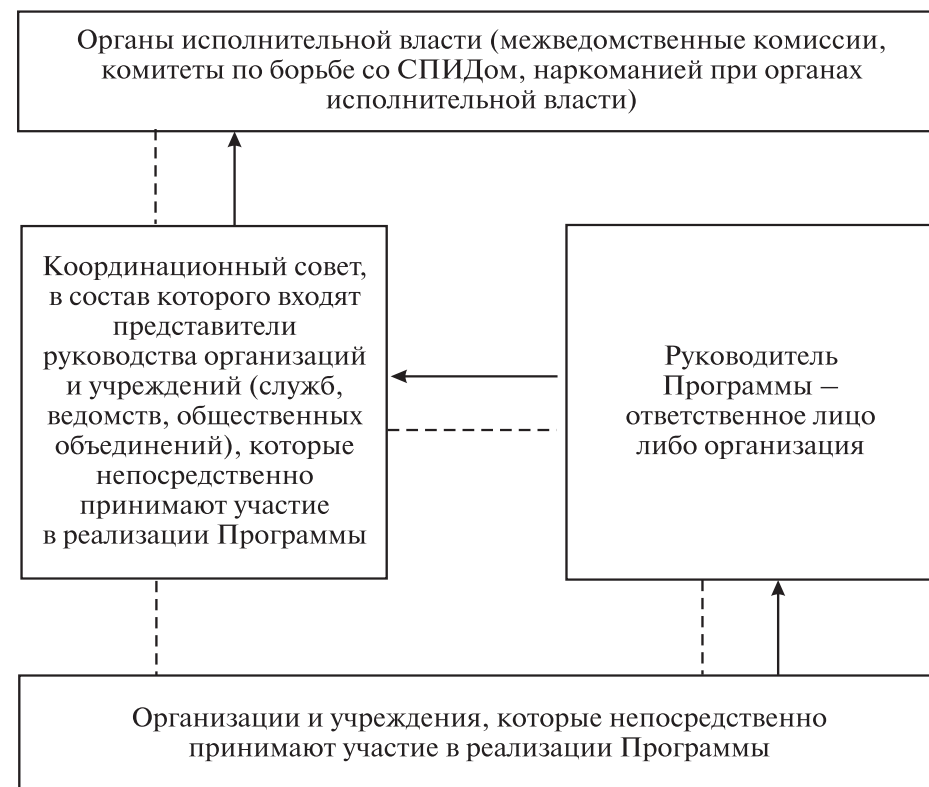 Органы исполнительной власти (межведомственные комиссии,
комитеты по борьбе со СПИДом, наркоманией при органах
исполнительной власти)
Координационный совет,
в состав которого входят
представители
руководства организаций
и учреждений (служб,
ведомств, общественных
объединений), которые
непосредственно
принимают участие
в реализации Программы
Руководитель
Программы –
ответственное лицо
либо организация
Организации и учреждения, которые непосредственно
принимают участие в реализации Программы